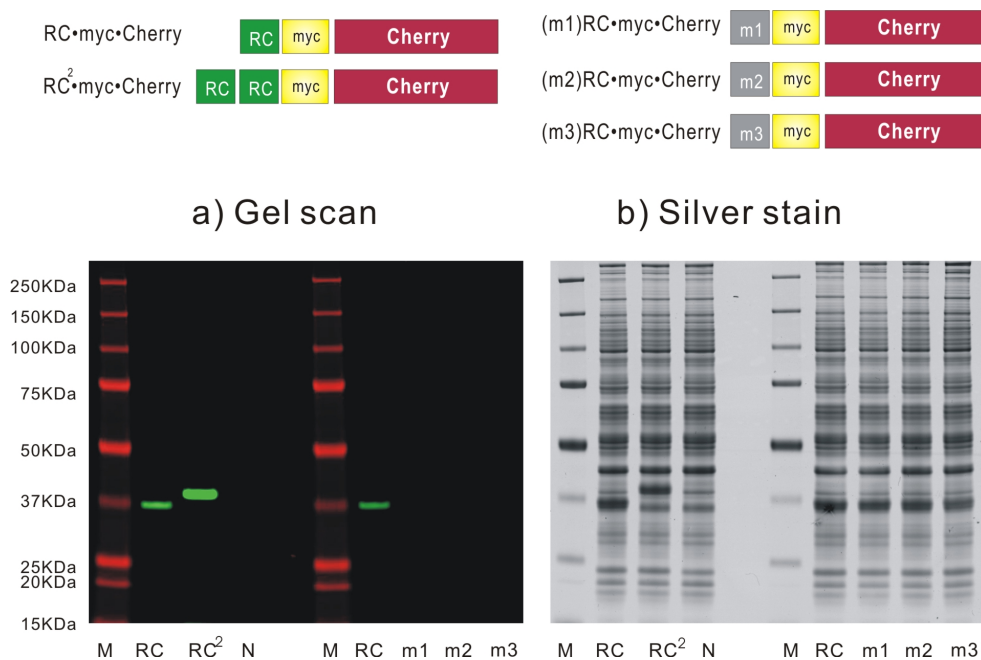 RC•myc•Cherry RC myc Cherry
RC²•myc•Cherry RC RC myc Cherry
(m1)RC•myc•Cherry m1 myc Cherry
(m2)RC•myc•Cherry m2 myc Cherry
(m3)RC•myc•Cherry m3 myc Cherry
a) Gel scan
250KDa
150KDa
100KDa
75KDa
50KDa
37KDa
25KDa
20KDa
15KDa
M RC RC² N M RC m1 m2 m3
b) Silver stain
M RC RC² N M RC m1 m2 m3